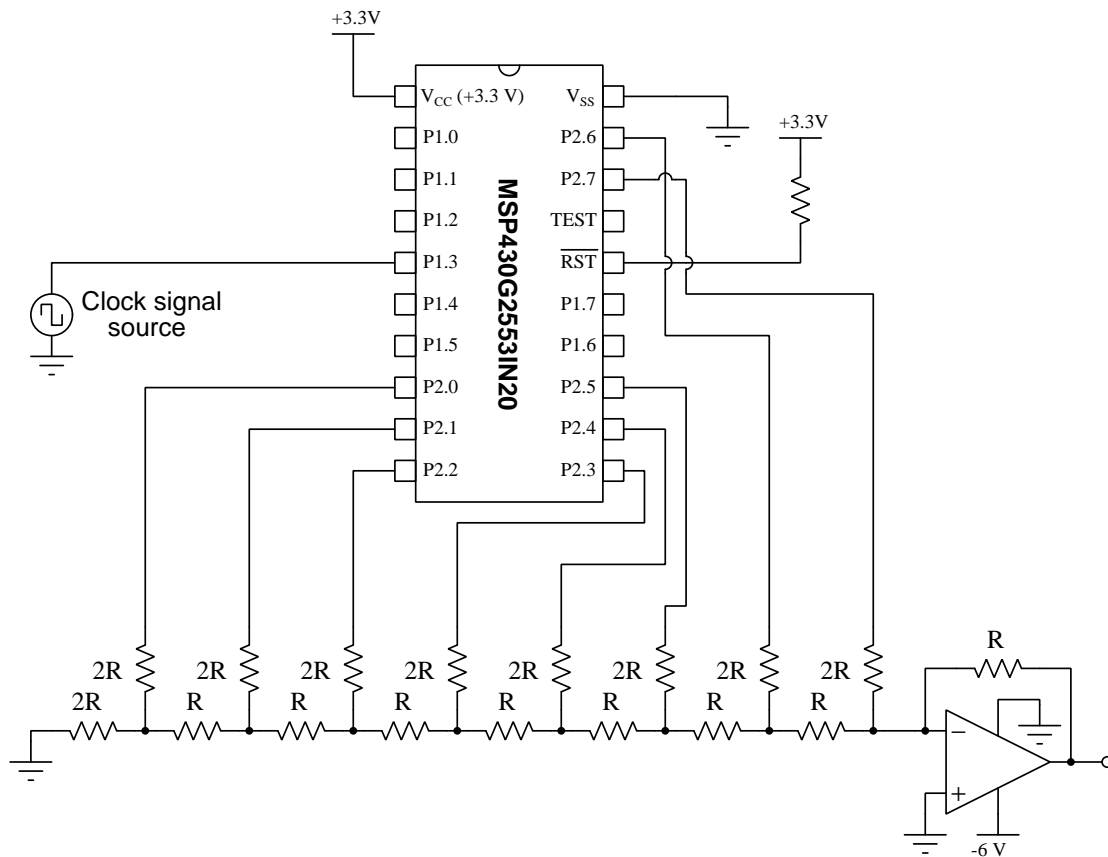 +3.3V
V_CC (+3.3 V)
V_SS
P1.0
P2.6
+3.3V
P1.1
P2.7
P1.2
TEST
P1.3
RST
P1.4
P1.7
Clock signal
source
P1.5
P1.6
P2.0
P2.5
P2.1
P2.4
P2.2
P2.3
MSP430G2553IN20
2R
2R
2R
2R
2R
2R
2R
2R
R
2R
R
R
R
R
R
R
R
−
+
-6 V